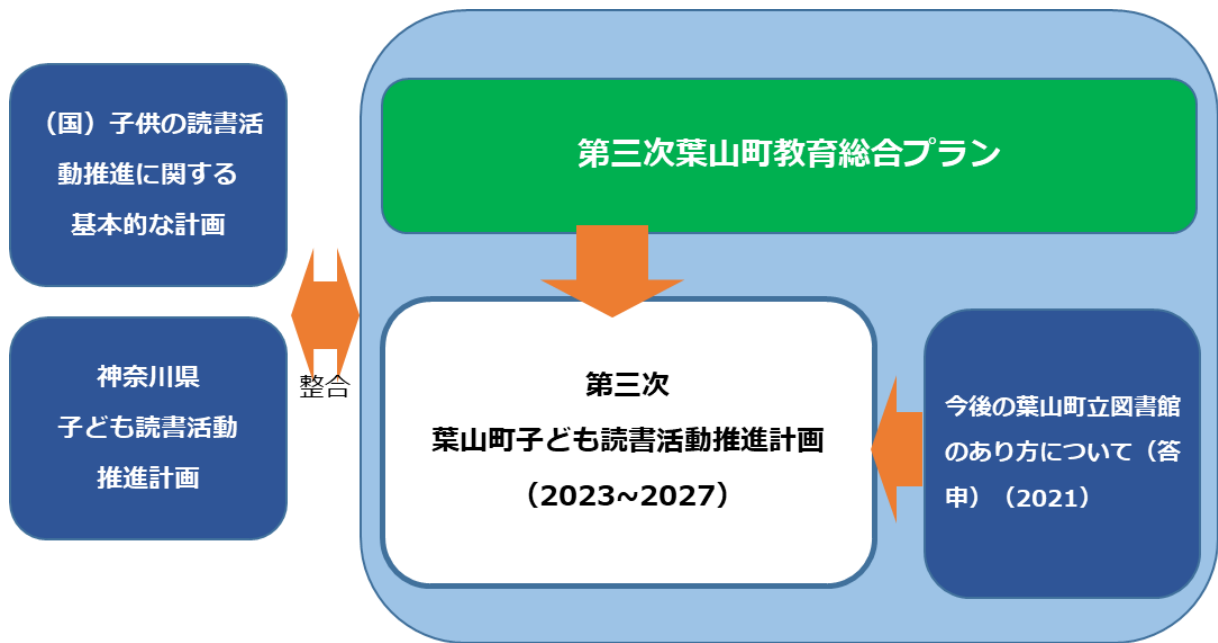 （国）子供の読書活
動推進に関する
基本的な計画
神奈川県
子ども読書活動
推進計画
整合
第三次葉山町教育総合プラン
第三次
葉山町子ども読書活動推進計画
（2023~2027）
今後の葉山町立図書館
のあり方について（答
申）（2021）